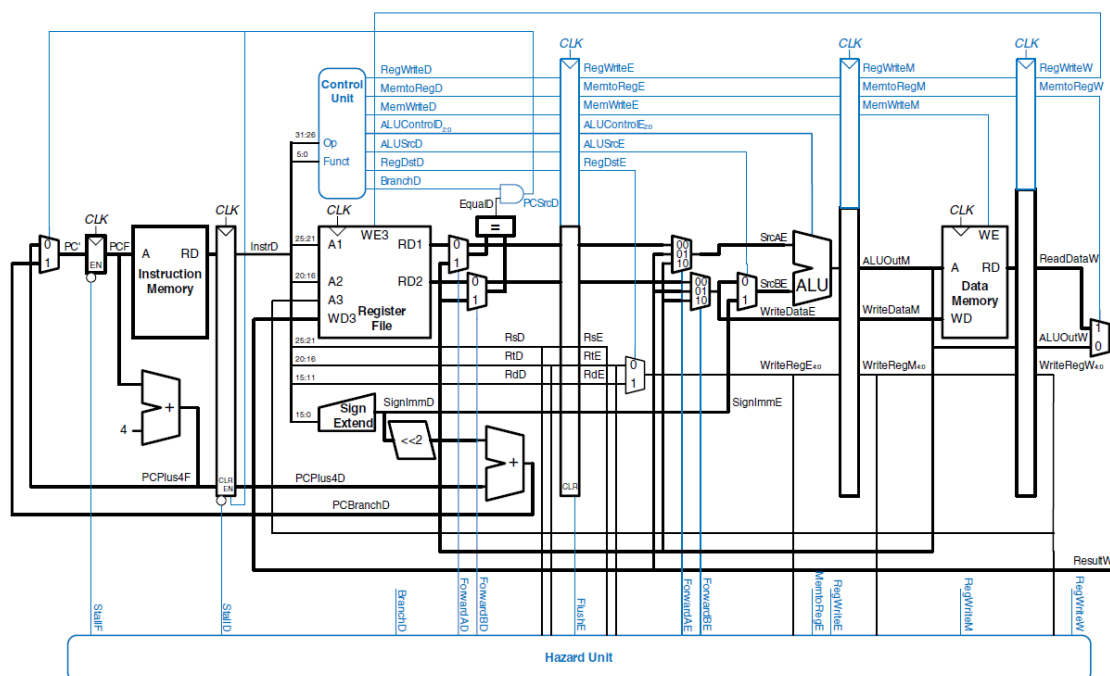 CLK CLK CLK
RegWriteD RegWriteE RegWriteM RegWriteW
Control Unit
MemtoRegD MemtoRegE MemtoRegM MemtoRegW
MemWriteD MemWriteE MemWriteM
ALUControlD2:0 ALUControlE2:0
31:26 Op ALUSrcD ALUSrcE
5:0 Funct RegDstD RegDstE
BranchD
EqualD PCSrcD
CLK CLK CLK CLK
0 1 PC' PCF EN
A RD Instruction Memory
InstrD
25:21 A1 WE3 RD1
20:16 A2 RD2
A3 Register File
WD3
=
0 1
0 1
00 01 10
00 01 10
SrcAE
0 1 SrcBE
ALU
WriteDataE
ALUOutM
WriteDataM
WE
A RD Data Memory
WD
ReadDataW
1 0
ALUOutW
25:21 RsD RsE
20:16 RtD RtE
15:11 RdD RdE
0 1
WriteRegE4:0 WriteRegM4:0 WriteRegW4:0
15:0 Sign Extend SignImmD SignImmE
<<2
+
4
+
CLR EN
CLR
PCPlus4F PCPlus4D
PCBranchD
ResultW
StallF
StallD
BranchD
ForwardAD
ForwardBD
FlushE
ForwardAE
ForwardBE
MemtoRegE
RegWriteE
RegWriteM
RegWriteW
Hazard Unit